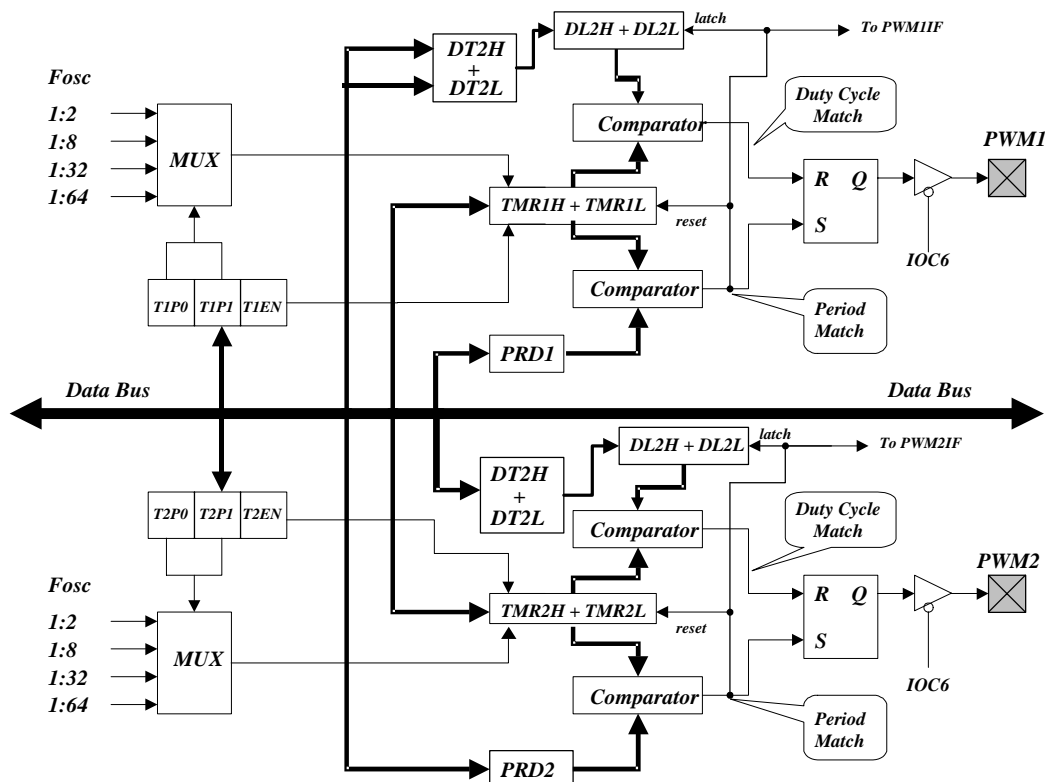 DL2H + DL2L
latch
To PWM1IF
DT2H
+
DT2L
Fosc
1:2
1:8
1:32
1:64
MUX
Comparator
Duty Cycle
Match
PWM1
R Q
S
TMR1H + TMR1L
reset
IOC6
T1P0 T1P1 T1EN
Comparator
Period
Match
PRD1
Data Bus
Data Bus
DL2H + DL2L
latch
To PWM2IF
DT2H
+
DT2L
T2P0 T2P1 T2EN
Comparator
Duty Cycle
Match
PWM2
Fosc
1:2
1:8
1:32
1:64
MUX
R Q
S
TMR2H + TMR2L
reset
IOC6
Comparator
Period
Match
PRD2